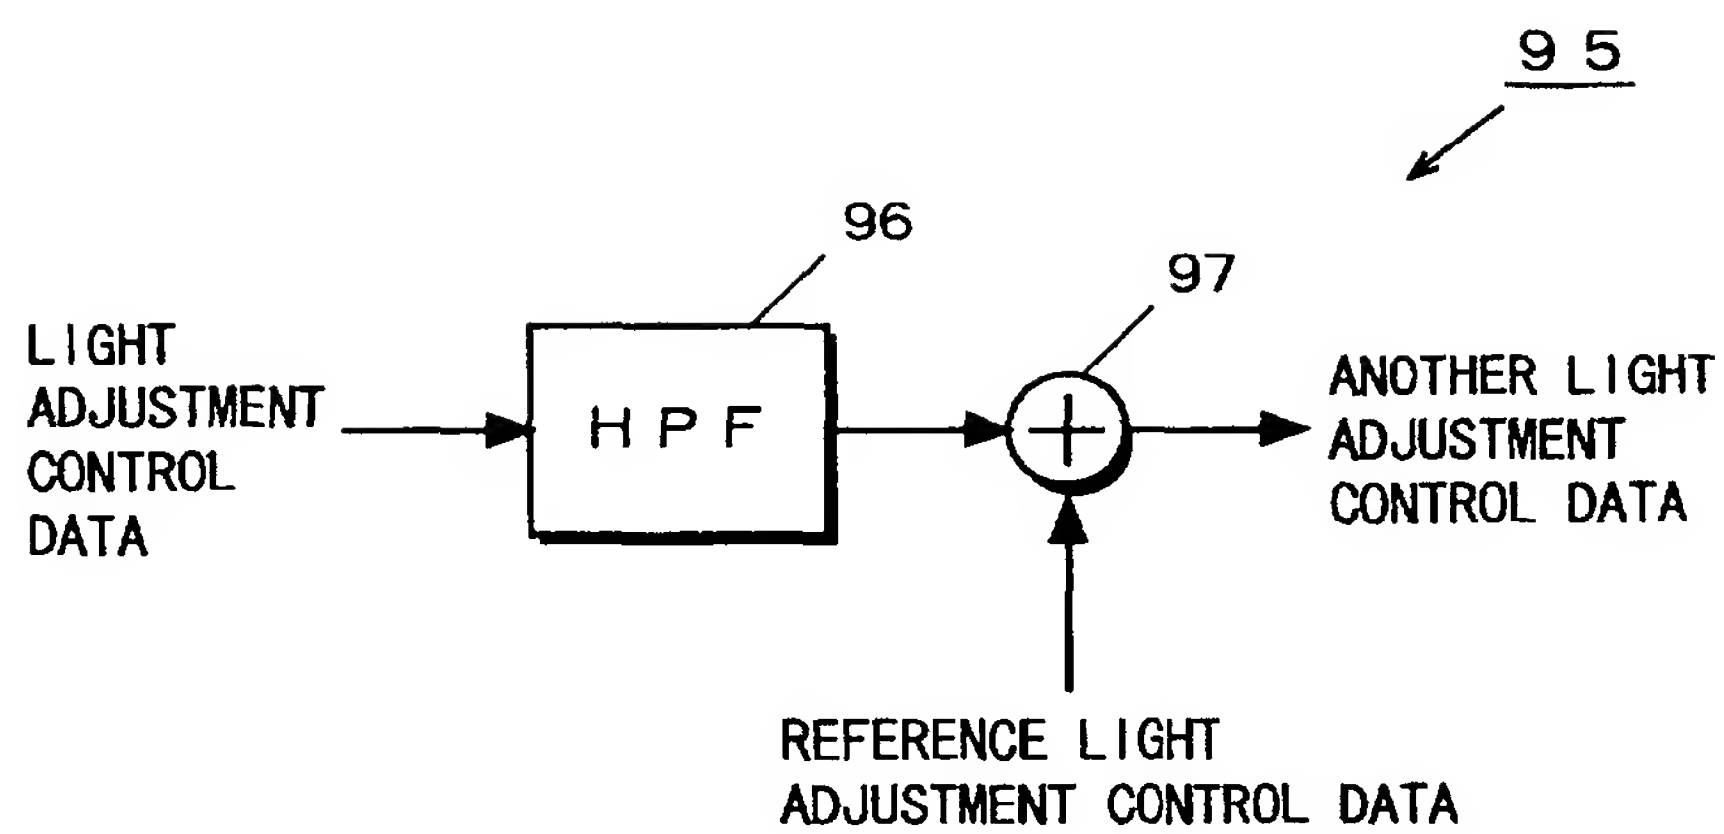 95
96
97
LIGHT
ADJUSTMENT
CONTROL
DATA
HPF
ANOTHER LIGHT
ADJUSTMENT
CONTROL DATA
REFERENCE LIGHT
ADJUSTMENT CONTROL DATA